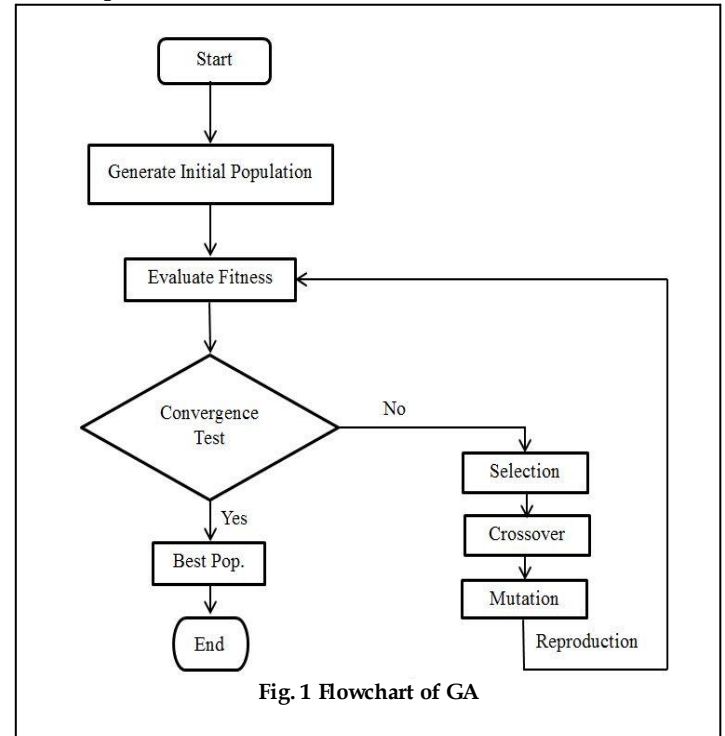 Start
Generate Initial Population
Evaluate Fitness
Convergence
Test
No
Selection
Crossover
Mutation
Reproduction
Yes
Best Pop.
End
Fig. 1 Flowchart of GA